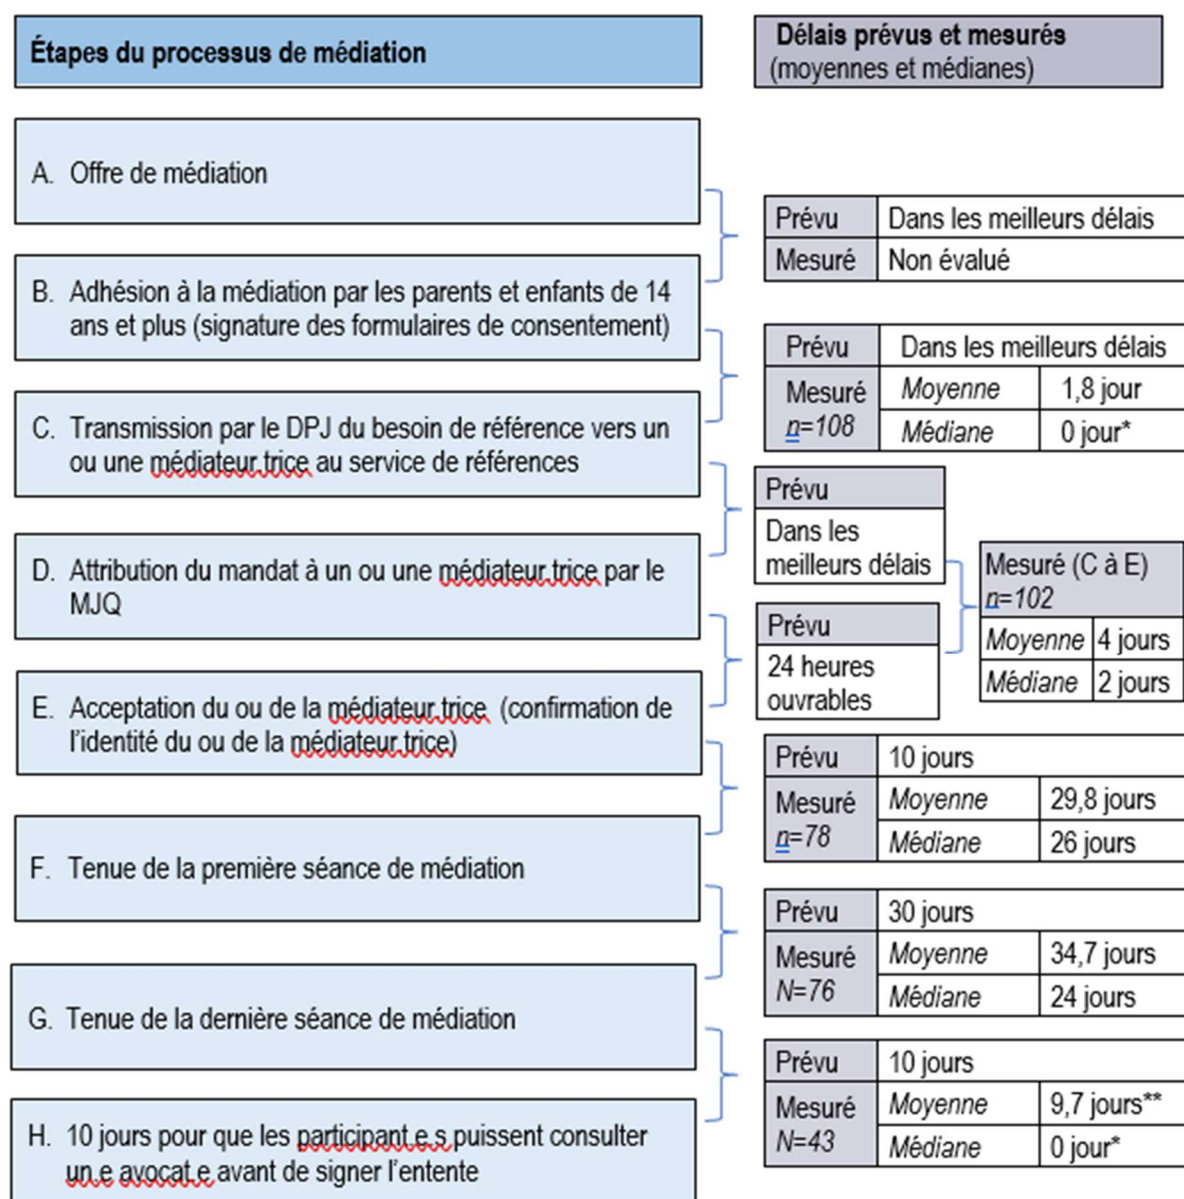 Étapes du processus de médiation
Délais prévus et mesurés
(moyennes et médianes)
A. Offre de médiation
Prévu Dans les meilleurs délais
Mesuré Non évalué
B. Adhésion à la médiation par les parents et enfants de 14
ans et plus (signature des formulaires de consentement)
Prévu Dans les meilleurs délais
Mesuré Moyenne 1,8 jour
n=108 Médiane 0 jour*
C. Transmission par le DPJ du besoin de référence vers un
ou une médiateur.trice au service de références
Prévu
Dans les
meilleurs délais
D. Attribution du mandat à un ou une médiateur.trice par le
MJQ
Mesuré (C à E)
n=102
Moyenne 4 jours
Médiane 2 jours
Prévu
24 heures
ouvrables
E. Acceptation du ou de la médiateur.trice (confirmation de
l’identité du ou de la médiateur.trice)
Prévu 10 jours
Mesuré Moyenne 29,8 jours
n=78 Médiane 26 jours
F. Tenue de la première séance de médiation
Prévu 30 jours
Mesuré Moyenne 34,7 jours
N=76 Médiane 24 jours
G. Tenue de la dernière séance de médiation
Prévu 10 jours
Mesuré Moyenne 9,7 jours**
N=43 Médiane 0 jour*
H. 10 jours pour que les participant.e.s puissent consulter
un.e avocat.e avant de signer l’entente